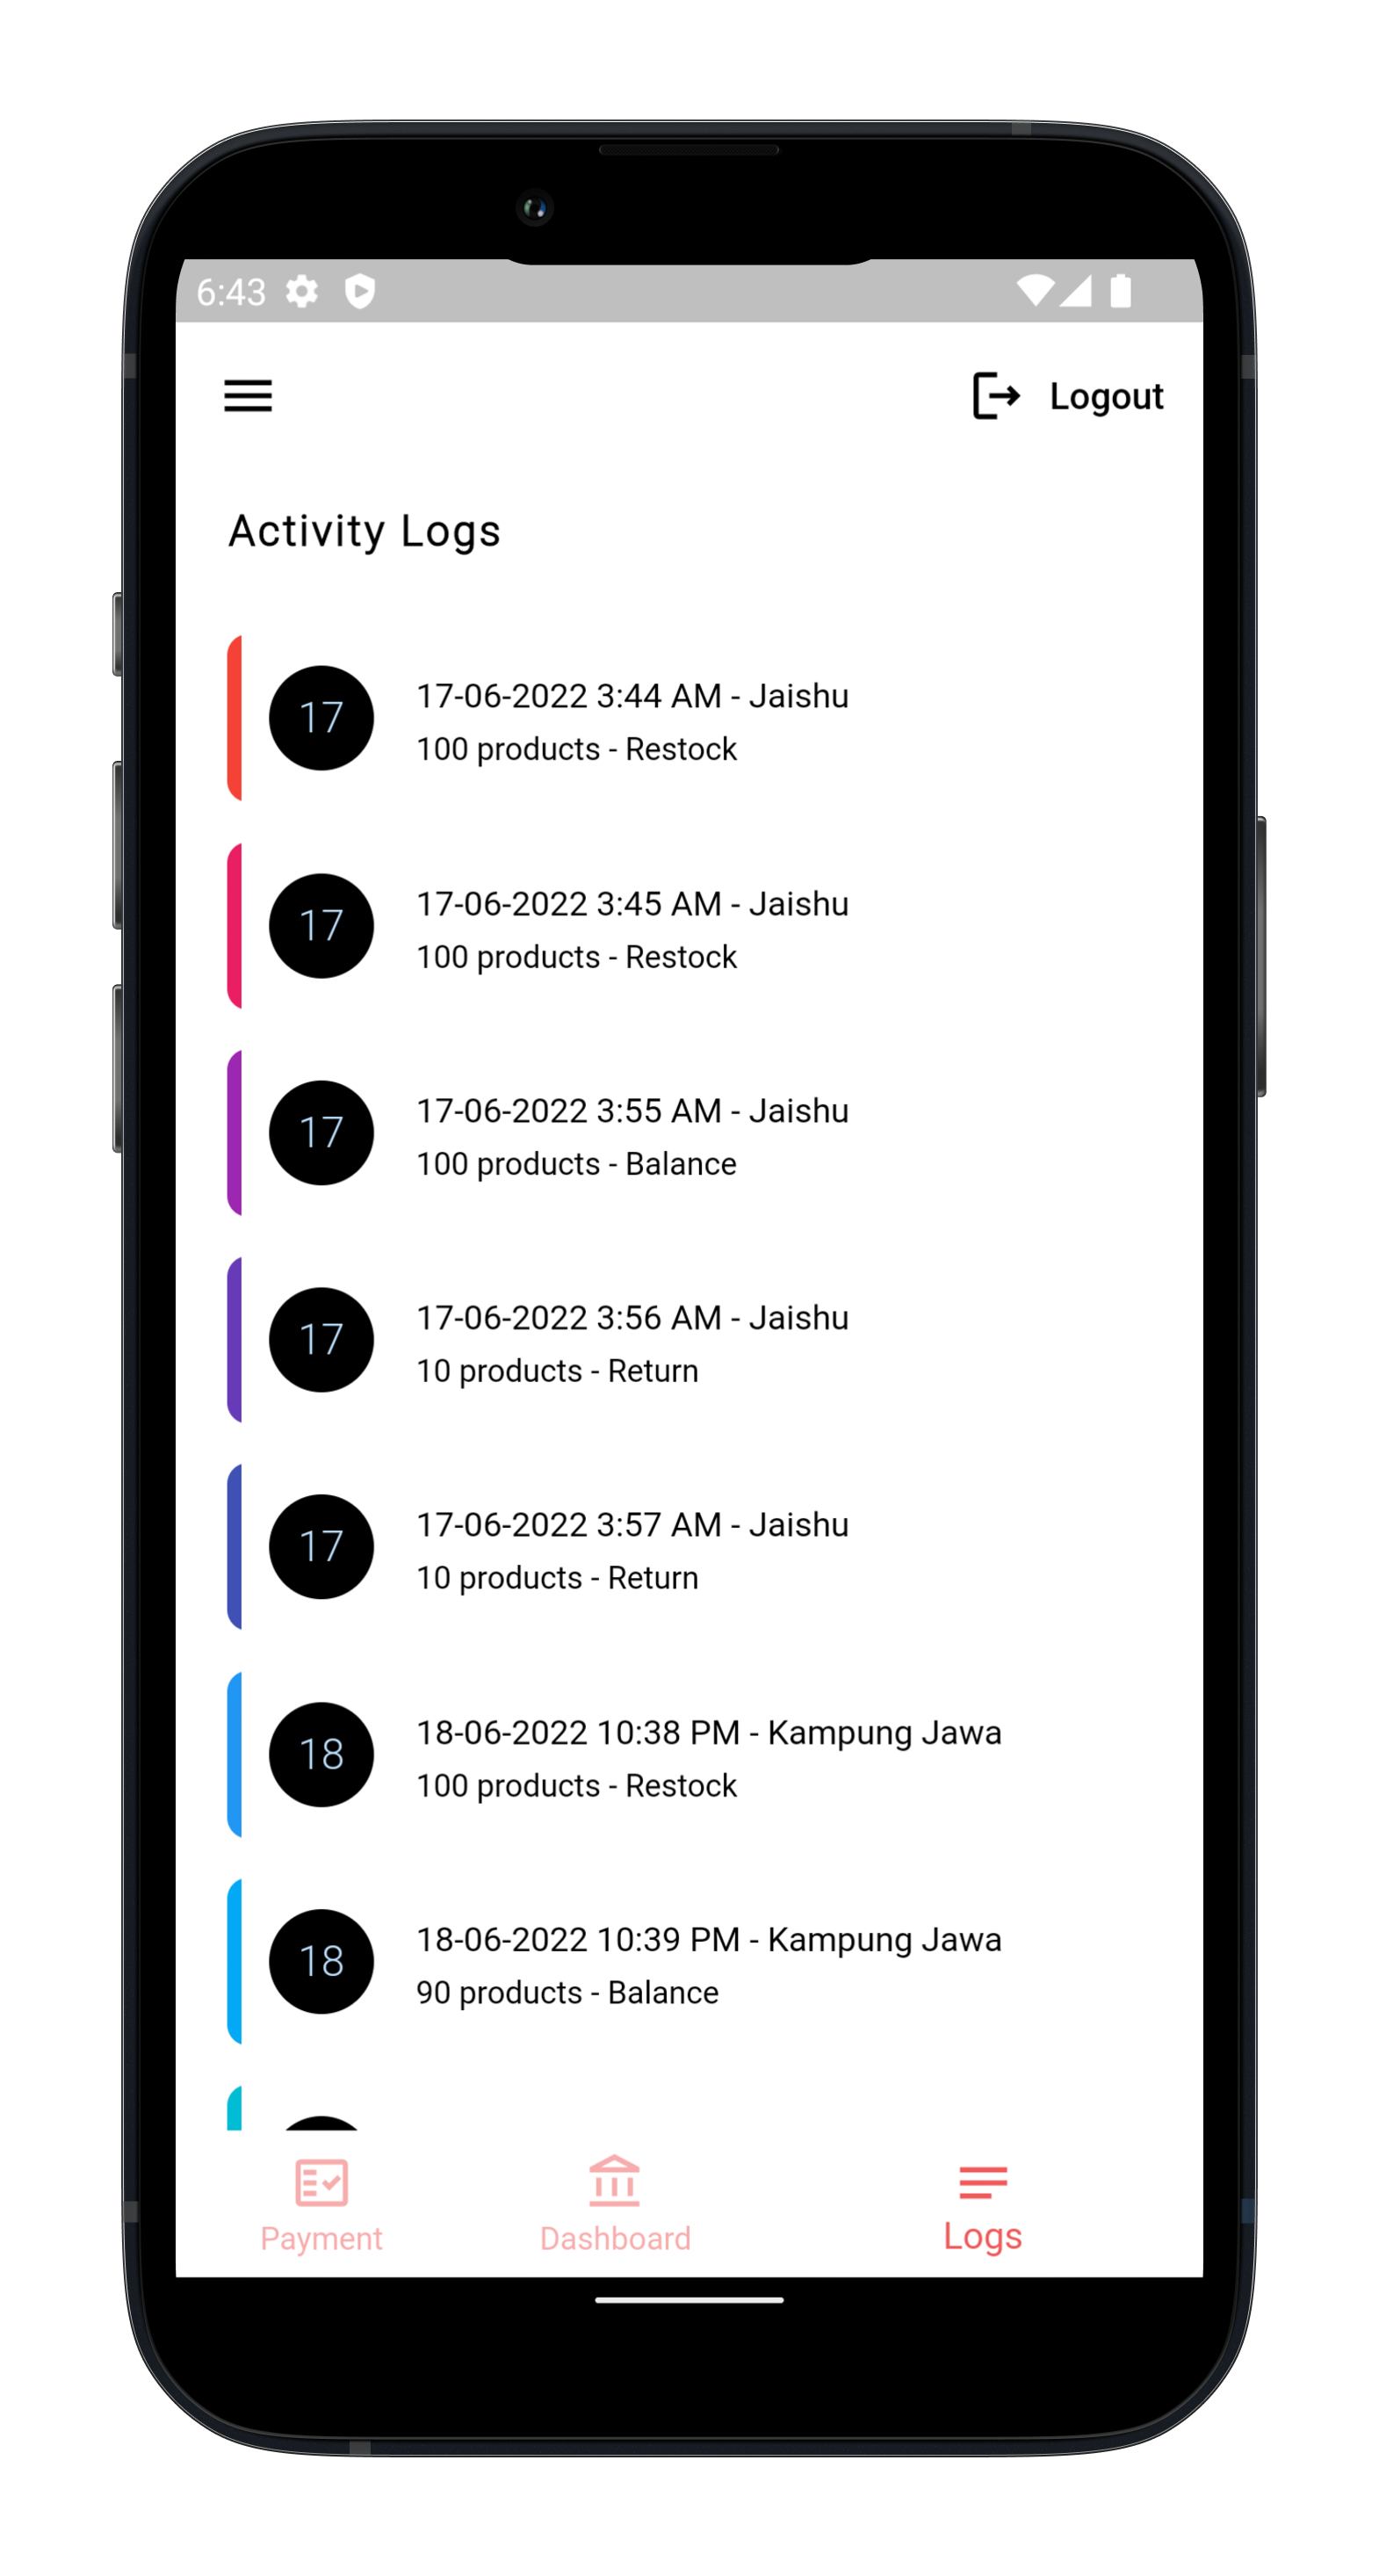 6:43
Logout
Activity Logs
17
17-06-2022 3:44 AM - Jaishu
100 products - Restock
17
17-06-2022 3:45 AM - Jaishu
100 products - Restock
17
17-06-2022 3:55 AM - Jaishu
100 products - Balance
17
17-06-2022 3:56 AM - Jaishu
10 products - Return
17
17-06-2022 3:57 AM - Jaishu
10 products - Return
18
18-06-2022 10:38 PM - Kampung Jawa
100 products - Restock
18
18-06-2022 10:39 PM - Kampung Jawa
90 products - Balance
Payment
Dashboard
Logs